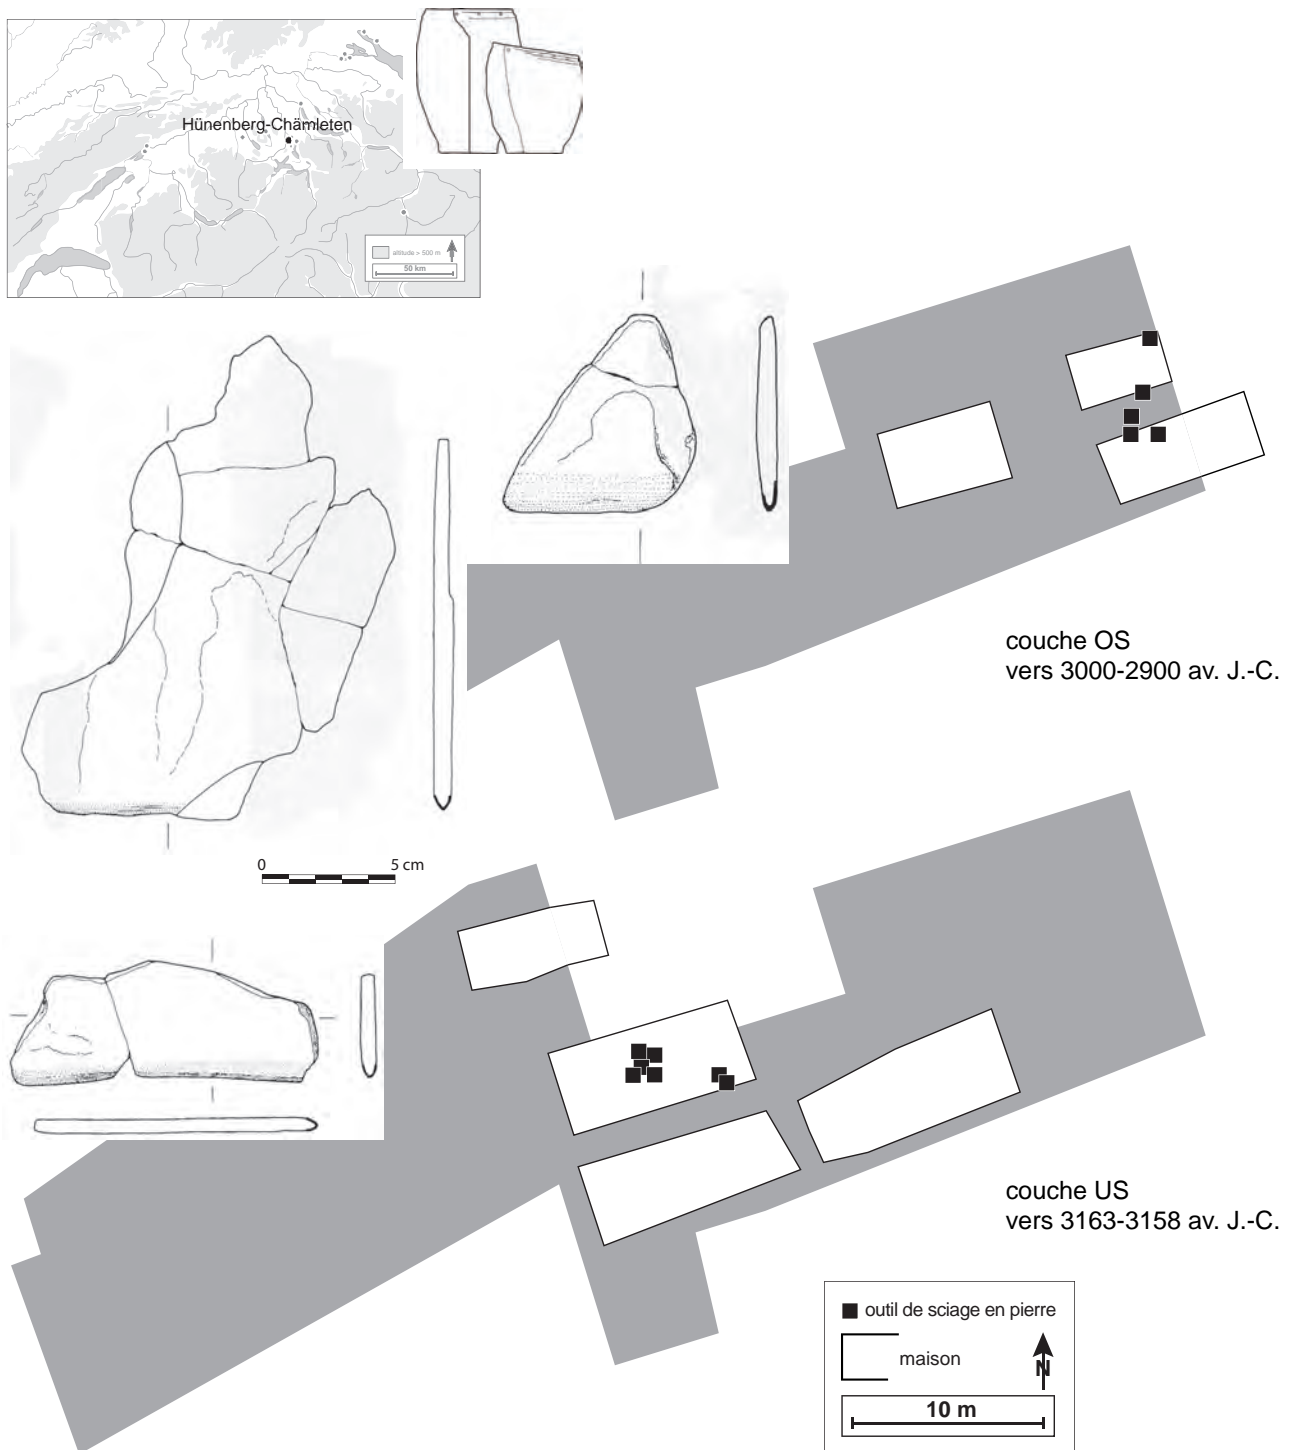 Hünenberg-Chämleten
altitude > 500 m
50 km
0 5 cm
couche OS
vers 3000-2900 av. J.-C.
couche US
vers 3163-3158 av. J.-C.
outil de sciage en pierre
maison
N
10 m